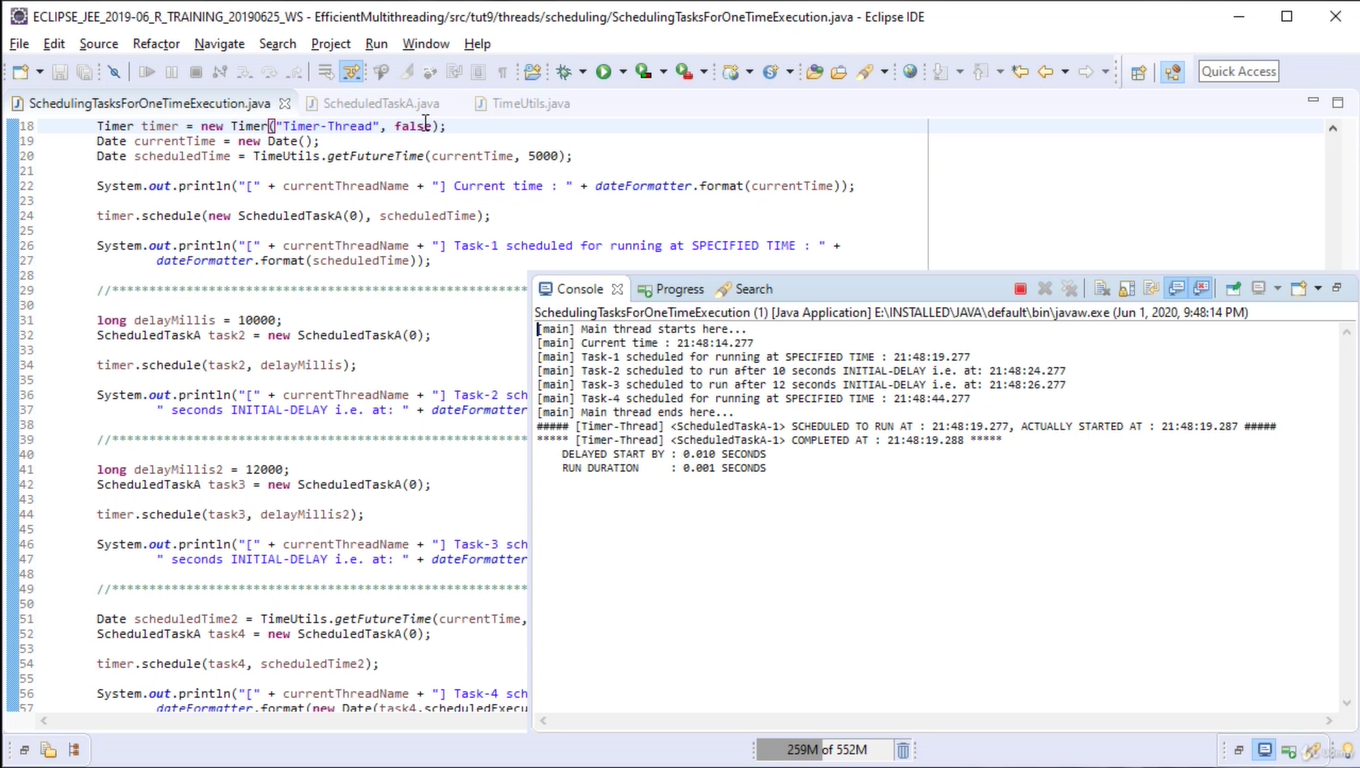 ECLIPSE_JEE_2019-06_R_TRAINING_20190625_WS - EfficientMultithreading/src/tut9/threads/scheduling/SchedulingTasksForOneTimeExecution.java - Eclipse IDE
File Edit Source Refactor Navigate Search Project Run Window Help
Quick Access
SchedulingTasksForOneTimeExecution.java ScheduledTaskA.java TimeUtils.java
18 Timer timer = new Timer("Timer-Thread", false);
19 Date currentTime = new Date();
20 Date scheduledTime = TimeUtils.getFutureTime(currentTime, 5000);
21
22 System.out.println("[" + currentThreadName + "] Current time : " + dateFormatter.format(currentTime));
23
24 timer.schedule(new ScheduledTaskA(0), scheduledTime);
25
26 System.out.println("[" + currentThreadName + "] Task-1 scheduled for running at SPECIFIED TIME : " +
27 dateFormatter.format(scheduledTime));
28
29 //********************************************************
30
31 long delayMillis = 10000;
32 ScheduledTaskA task2 = new ScheduledTaskA(0);
33
34 timer.schedule(task2, delayMillis);
35
36 System.out.println("[" + currentThreadName + "] Task-2 sch
37 " seconds INITIAL-DELAY i.e. at: " + dateFormatter
38
39 //********************************************************
40
41 long delayMillis2 = 12000;
42 ScheduledTaskA task3 = new ScheduledTaskA(0);
43
44 timer.schedule(task3, delayMillis2);
45
46 System.out.println("[" + currentThreadName + "] Task-3 sch
47 " seconds INITIAL-DELAY i.e. at: " + dateFormatter
48
49 //********************************************************
50
51 Date scheduledTime2 = TimeUtils.getFutureTime(currentTime,
52 ScheduledTaskA task4 = new ScheduledTaskA(0);
53
54 timer.schedule(task4, scheduledTime2);
55
56 System.out.println("[" + currentThreadName + "] Task-4 sch
57 dateFormatter.format(new Date(task4.scheduledExecu
Console Progress Search
SchedulingTasksForOneTimeExecution (1) [Java Application] E:\INSTALLED\JAVA\default\bin\javaw.exe (Jun 1, 2020, 9:48:14 PM)
[main] Main thread starts here...
[main] Current time : 21:48:14.277
[main] Task-1 scheduled for running at SPECIFIED TIME : 21:48:19.277
[main] Task-2 scheduled to run after 10 seconds INITIAL-DELAY i.e. at: 21:48:24.277
[main] Task-3 scheduled to run after 12 seconds INITIAL-DELAY i.e. at: 21:48:26.277
[main] Task-4 scheduled for running at SPECIFIED TIME : 21:48:44.277
[main] Main thread ends here...
##### [Timer-Thread] <ScheduledTaskA-1> SCHEDULED TO RUN AT : 21:48:19.277, ACTUALLY STARTED AT : 21:48:19.287 #####
***** [Timer-Thread] <ScheduledTaskA-1> COMPLETED AT : 21:48:19.288 *****
DELAYED START BY : 0.010 SECONDS
RUN DURATION : 0.001 SECONDS
259M of 552M